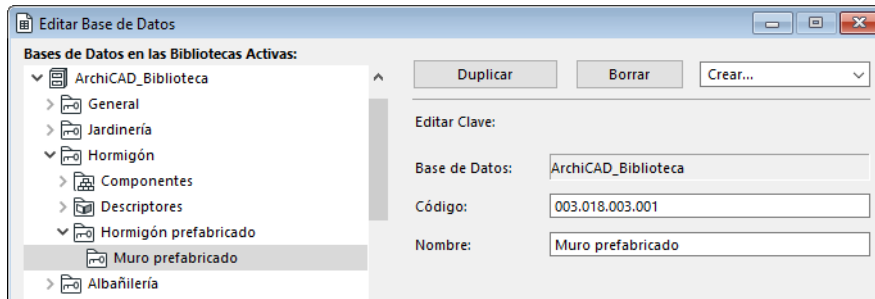 Editar Base de Datos
Bases de Datos en las Bibliotecas Activas:
ArchiCAD_Biblioteca
General
Jardinería
Hormigón
Componentes
Descriptores
Hormigón prefabricado
Muro prefabricado
Albañilería
Duplicar Borrar Crear...
Editar Clave:
Base de Datos: ArchiCAD_Biblioteca
Código: 003.018.003.001
Nombre: Muro prefabricado